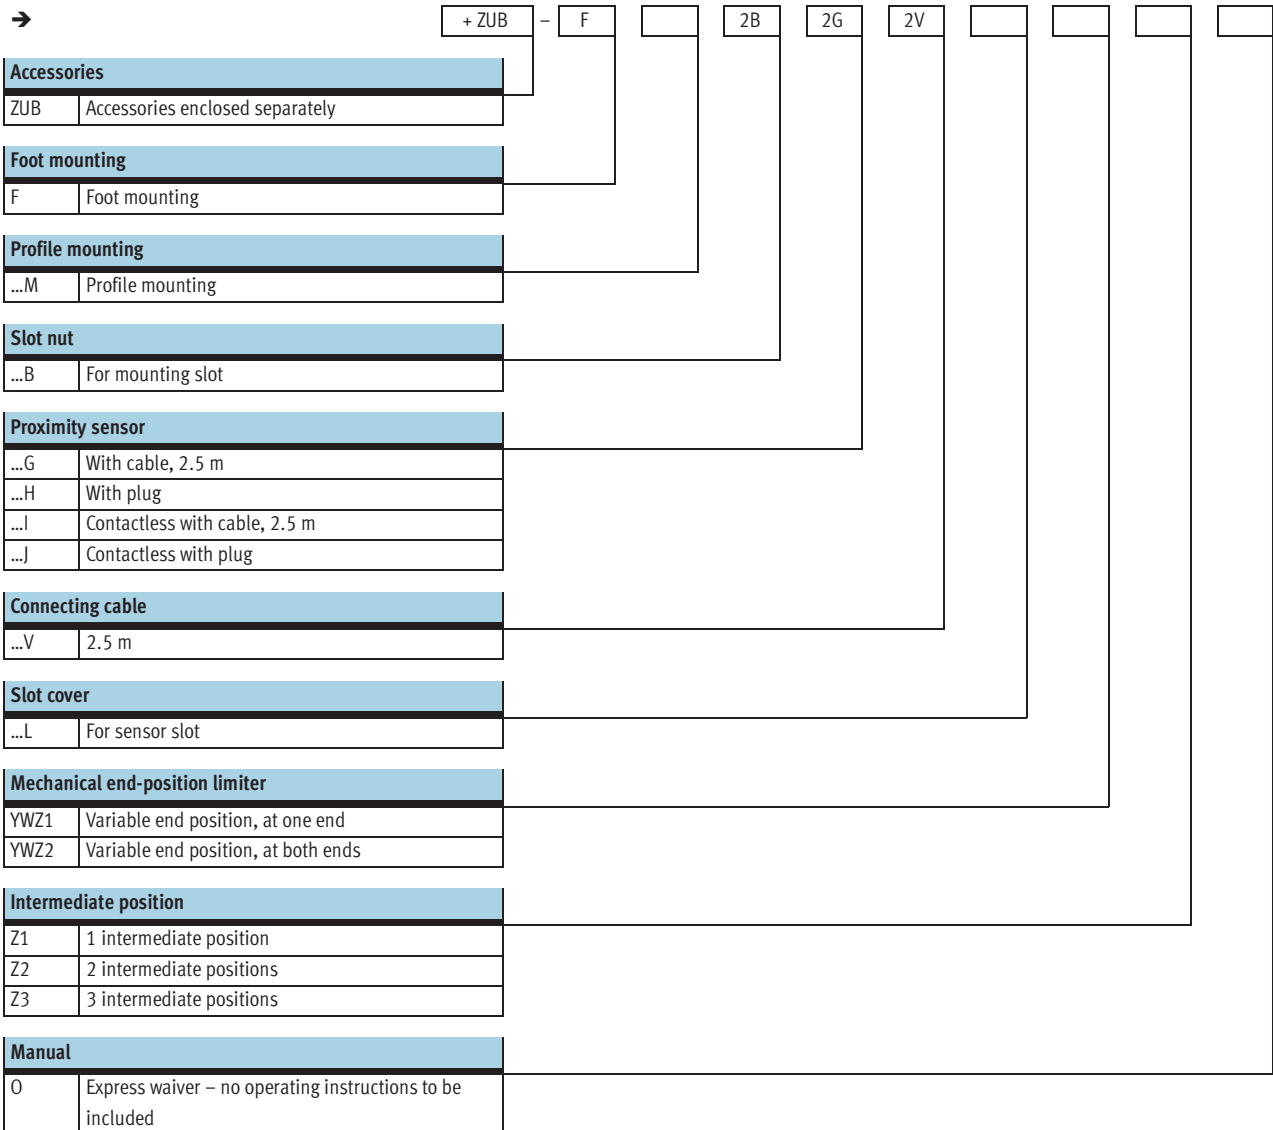 ➔ + ZUB – F 2B 2G 2V
Accessories
ZUB Accessories enclosed separately
Foot mounting
F Foot mounting
Profile mounting
...M Profile mounting
Slot nut
...B For mounting slot
Proximity sensor
...G With cable, 2.5 m
...H With plug
...I Contactless with cable, 2.5 m
...J Contactless with plug
Connecting cable
...V 2.5 m
Slot cover
...L For sensor slot
Mechanical end-position limiter
YWZ1 Variable end position, at one end
YWZ2 Variable end position, at both ends
Intermediate position
Z1 1 intermediate position
Z2 2 intermediate positions
Z3 3 intermediate positions
Manual
O Express waiver – no operating instructions to be
included